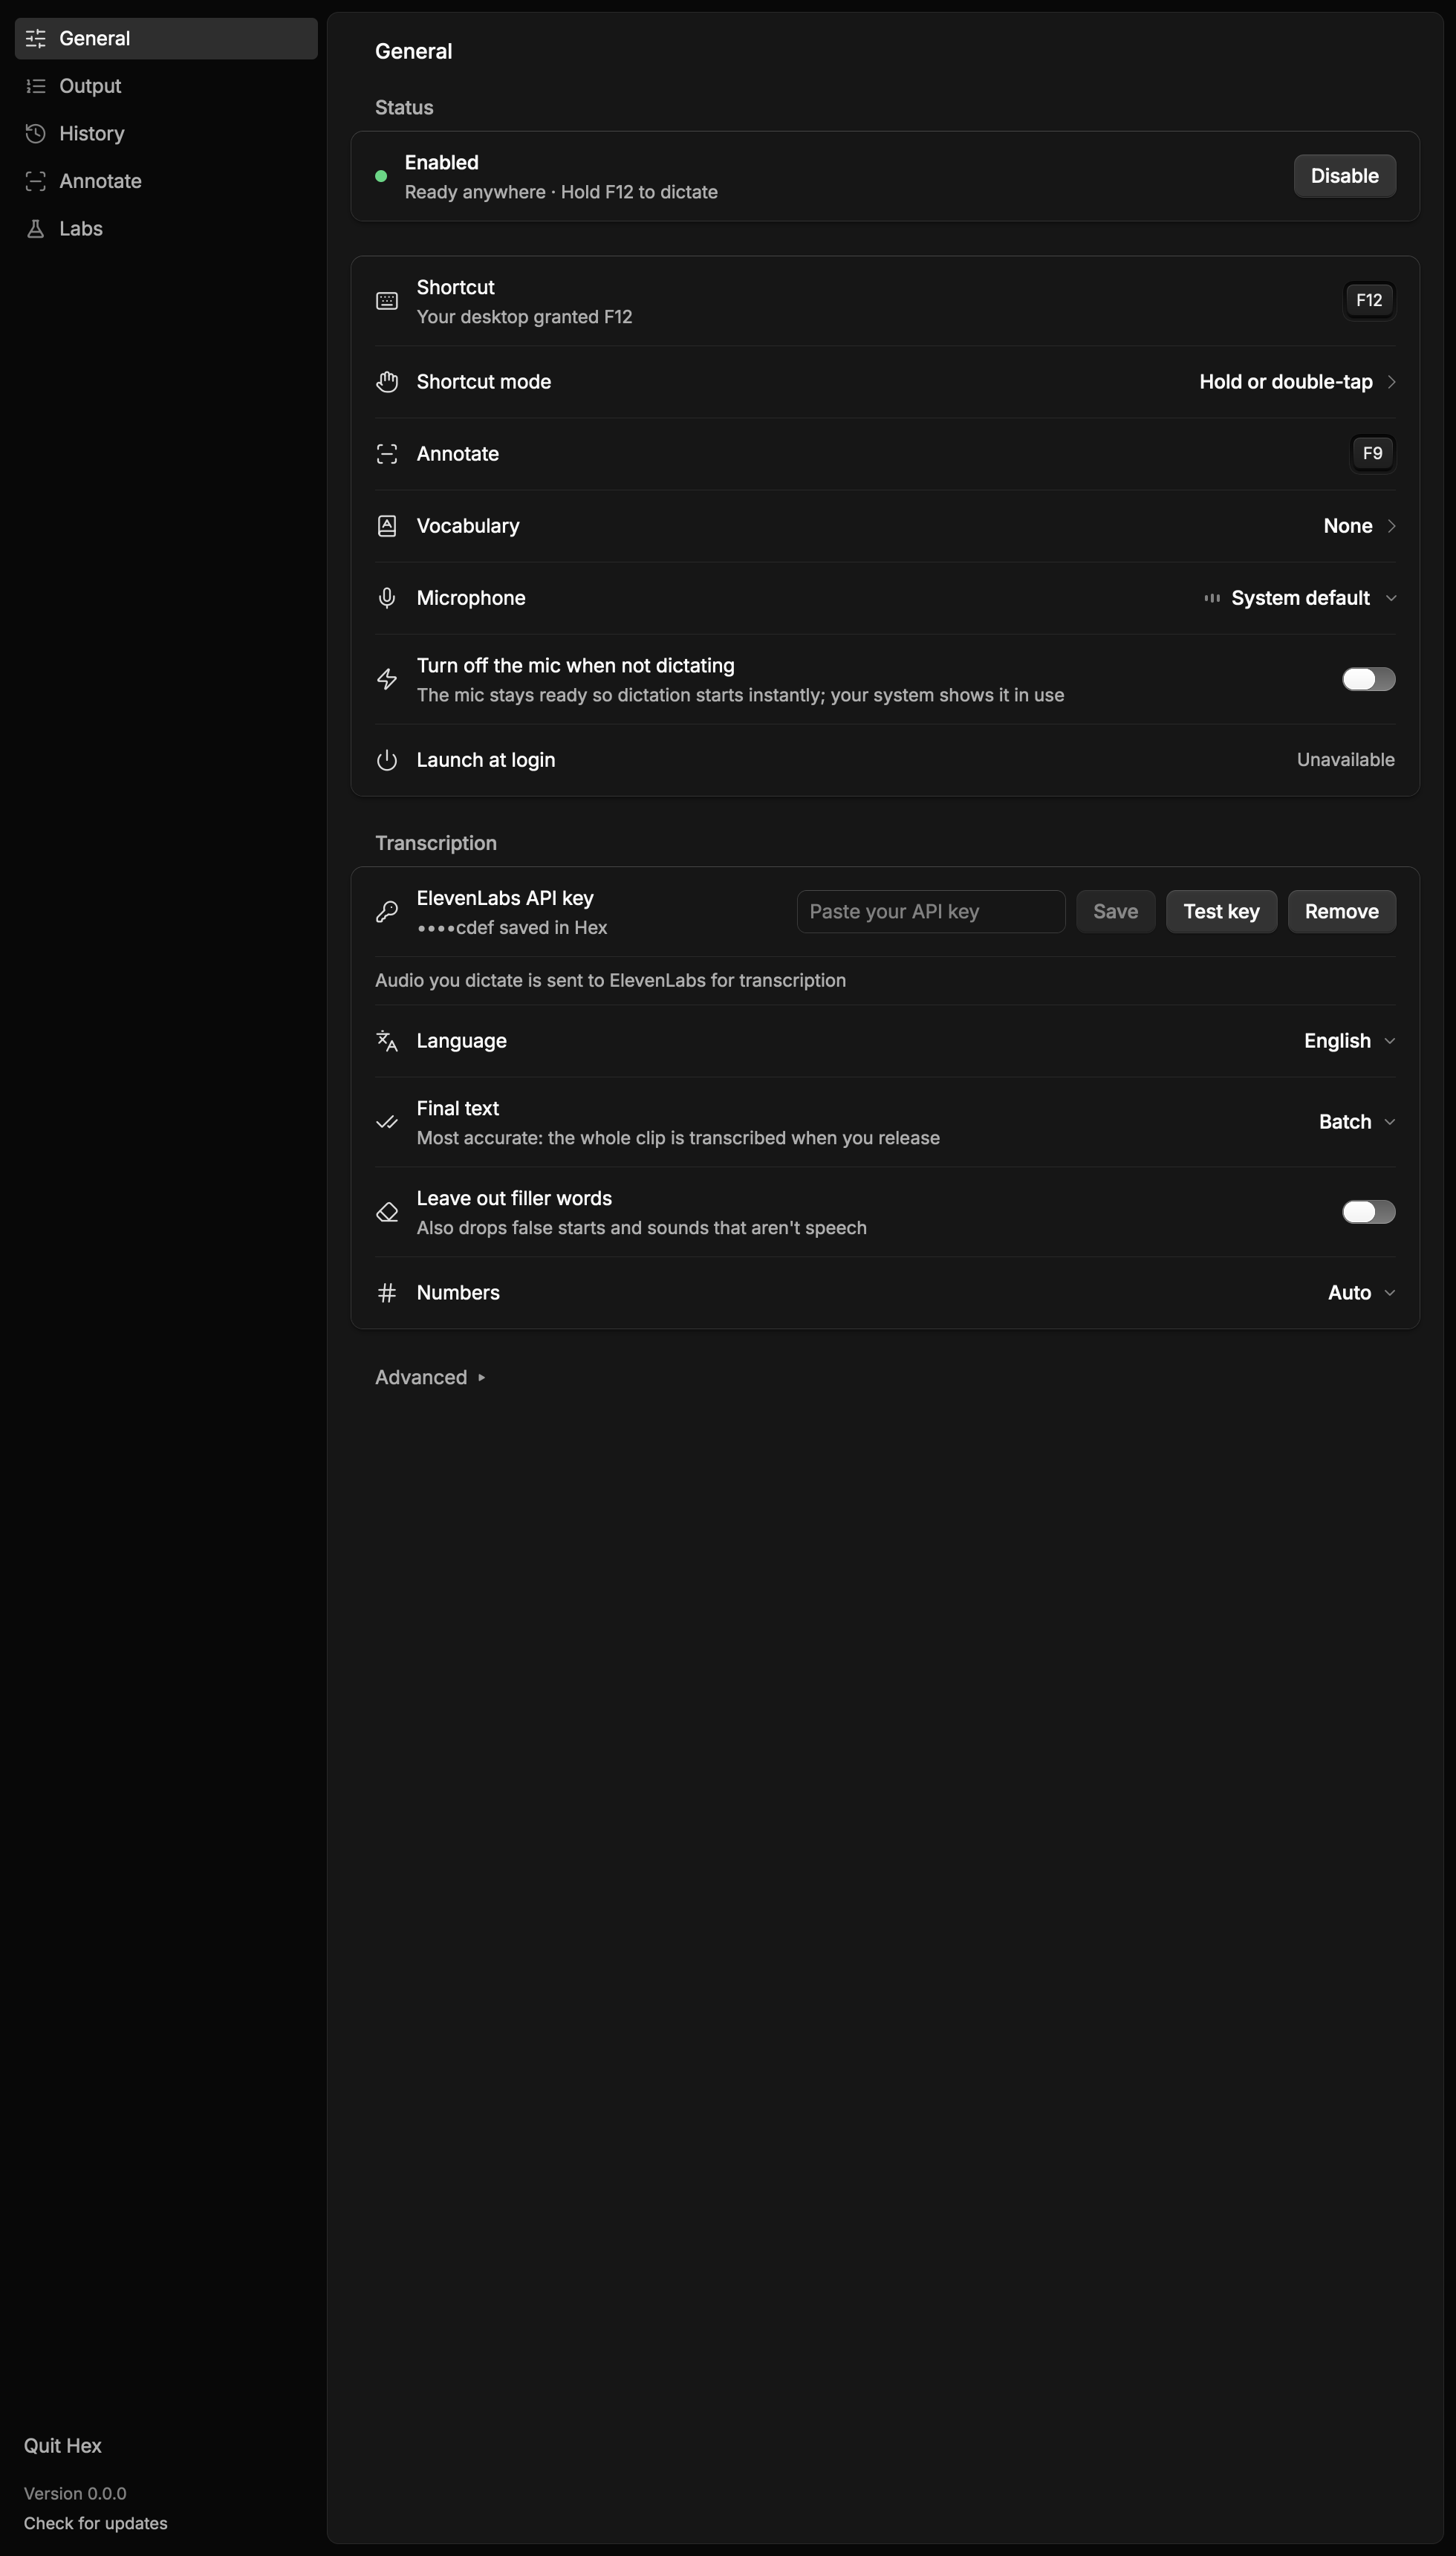 General
Output
History
Annotate
Labs
General
Status
Enabled
Ready anywhere · Hold F12 to dictate
Disable
Shortcut
Your desktop granted F12
F12
Shortcut mode
Hold or double-tap
Annotate
F9
Vocabulary
None
Microphone
System default
Turn off the mic when not dictating
The mic stays ready so dictation starts instantly; your system shows it in use
Launch at login
Unavailable
Transcription
ElevenLabs API key
••••cdef saved in Hex
Paste your API key
Save
Test key
Remove
Audio you dictate is sent to ElevenLabs for transcription
Language
English
Final text
Most accurate: the whole clip is transcribed when you release
Batch
Leave out filler words
Also drops false starts and sounds that aren't speech
Numbers
Auto
Advanced
Quit Hex
Version 0.0.0
Check for updates